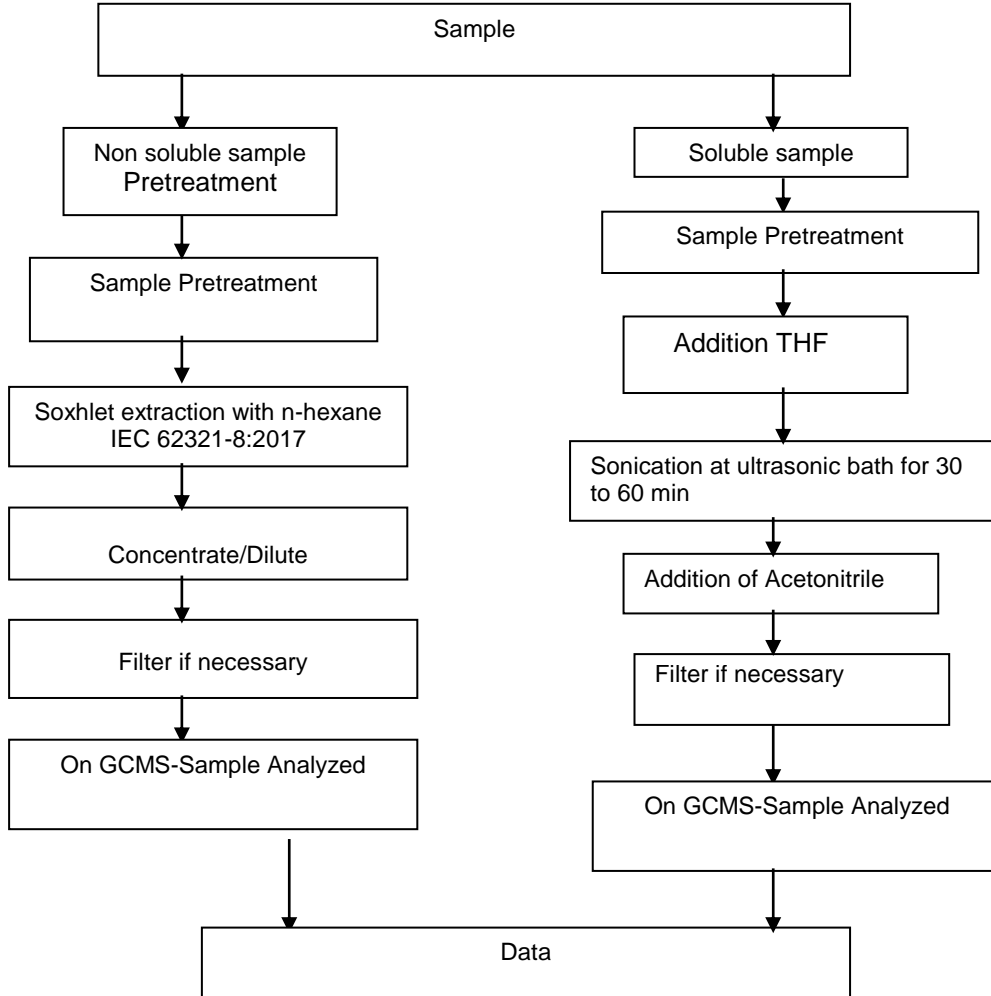 Sample
Non soluble sample
Pretreatment
Sample Pretreatment
Soxhlet extraction with n-hexane
IEC 62321-8:2017
Concentrate/Dilute
Filter if necessary
On GCMS-Sample Analyzed
Soluble sample
Sample Pretreatment
Addition THF
Sonication at ultrasonic bath for 30
to 60 min
Addition of Acetonitrile
Filter if necessary
On GCMS-Sample Analyzed
Data